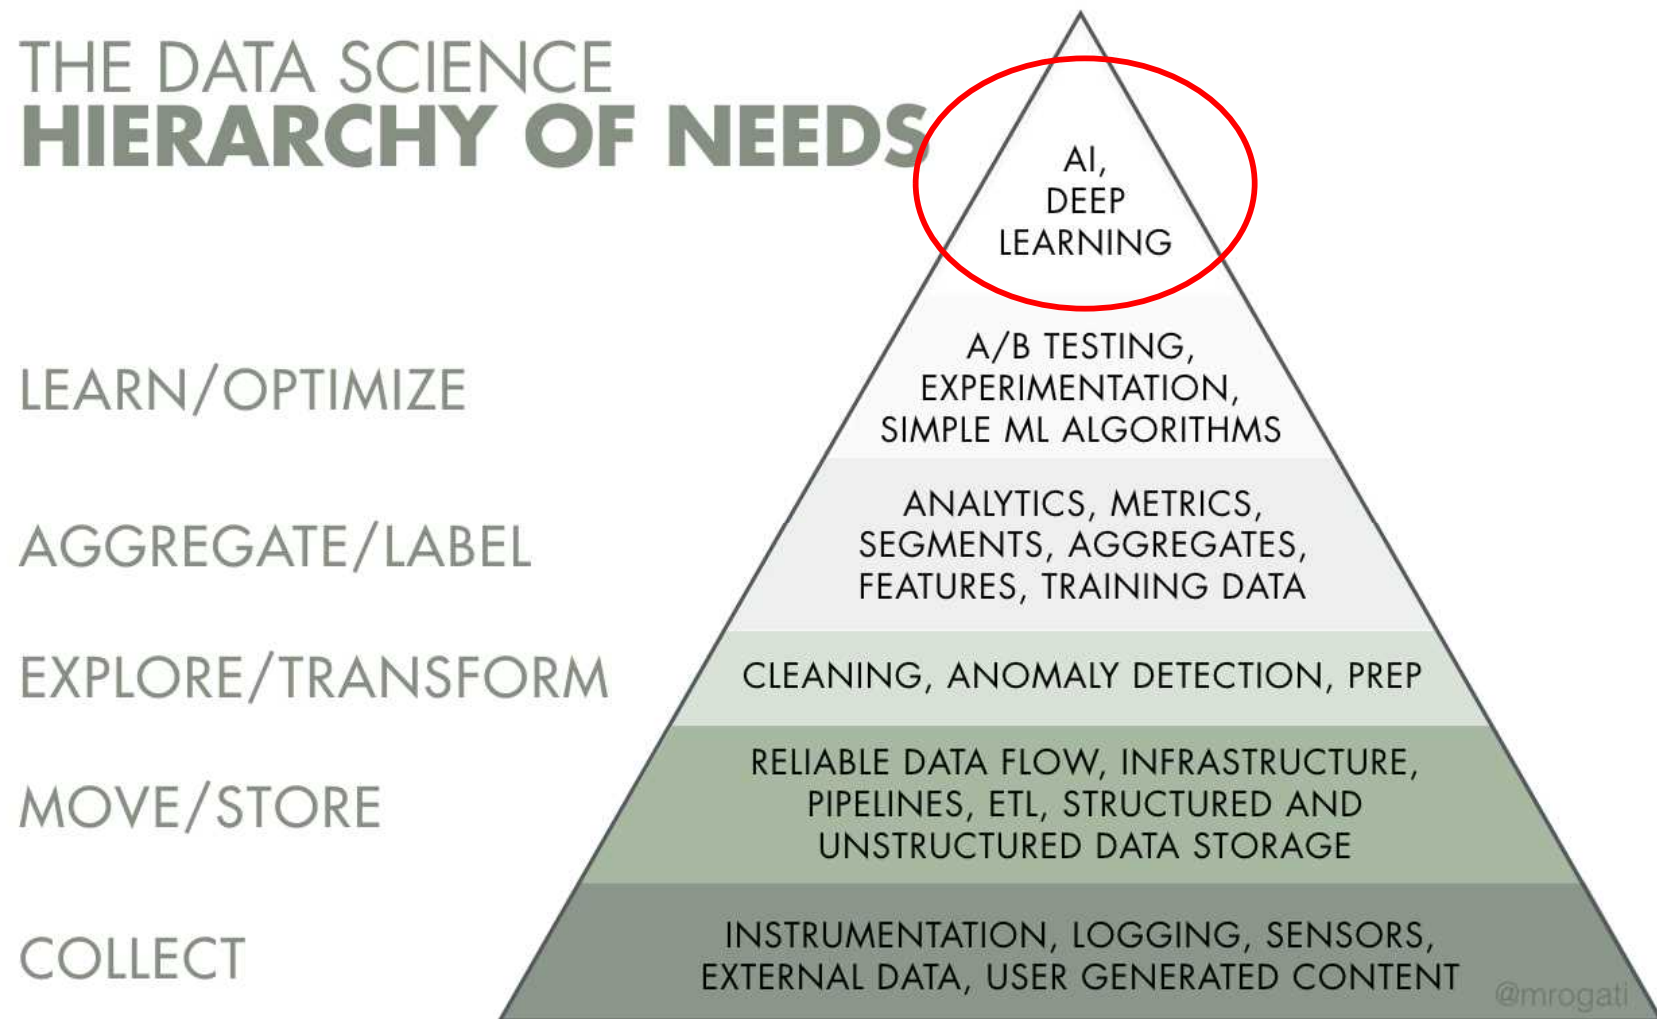 THE DATA SCIENCE
HIERARCHY OF NEEDS
AI,
DEEP
LEARNING
LEARN/OPTIMIZE
A/B TESTING,
EXPERIMENTATION,
SIMPLE ML ALGORITHMS
AGGREGATE/LABEL
ANALYTICS, METRICS,
SEGMENTS, AGGREGATES,
FEATURES, TRAINING DATA
EXPLORE/TRANSFORM
CLEANING, ANOMALY DETECTION, PREP
MOVE/STORE
RELIABLE DATA FLOW, INFRASTRUCTURE,
PIPELINES, ETL, STRUCTURED AND
UNSTRUCTURED DATA STORAGE
COLLECT
INSTRUMENTATION, LOGGING, SENSORS,
EXTERNAL DATA, USER GENERATED CONTENT
@mrogati